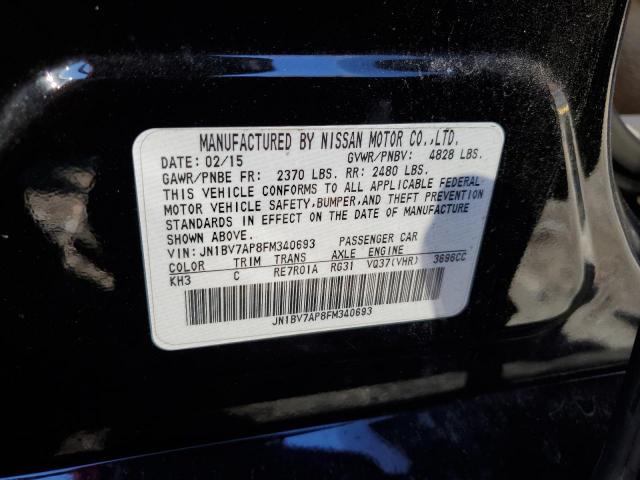 MANUFACTURED BY NISSAN MOTOR CO.,LTD.
DATE: 02/15 GVWR/PNBV: 4828 LBS.
GAWR/PNBE FR: 2370 LBS. RR: 2480 LBS.
THIS VEHICLE CONFORMS TO ALL APPLICABLE FEDERAL
MOTOR VEHICLE SAFETY,BUMPER,AND THEFT PREVENTION
STANDARDS IN EFFECT ON THE DATE OF MANUFACTURE
SHOWN ABOVE.
VIN: JN1BV7AP8FM340693 PASSENGER CAR
COLOR TRIM TRANS AXLE ENGINE
KH3 C RE7R01A RG31 VQ37(VHR) 3696CC
JN1BV7AP8FM340693